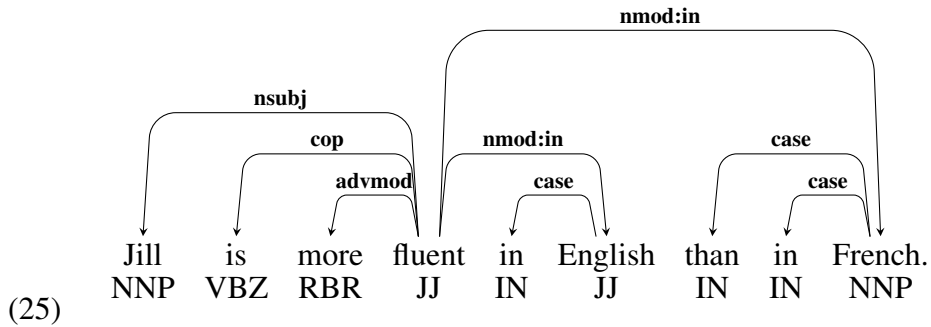 nmod:in
nsubj
cop nmod:in case
advmod case case
Jill is more fluent in English than in French.
NNP VBZ RBR JJ IN JJ IN IN NNP
(25)